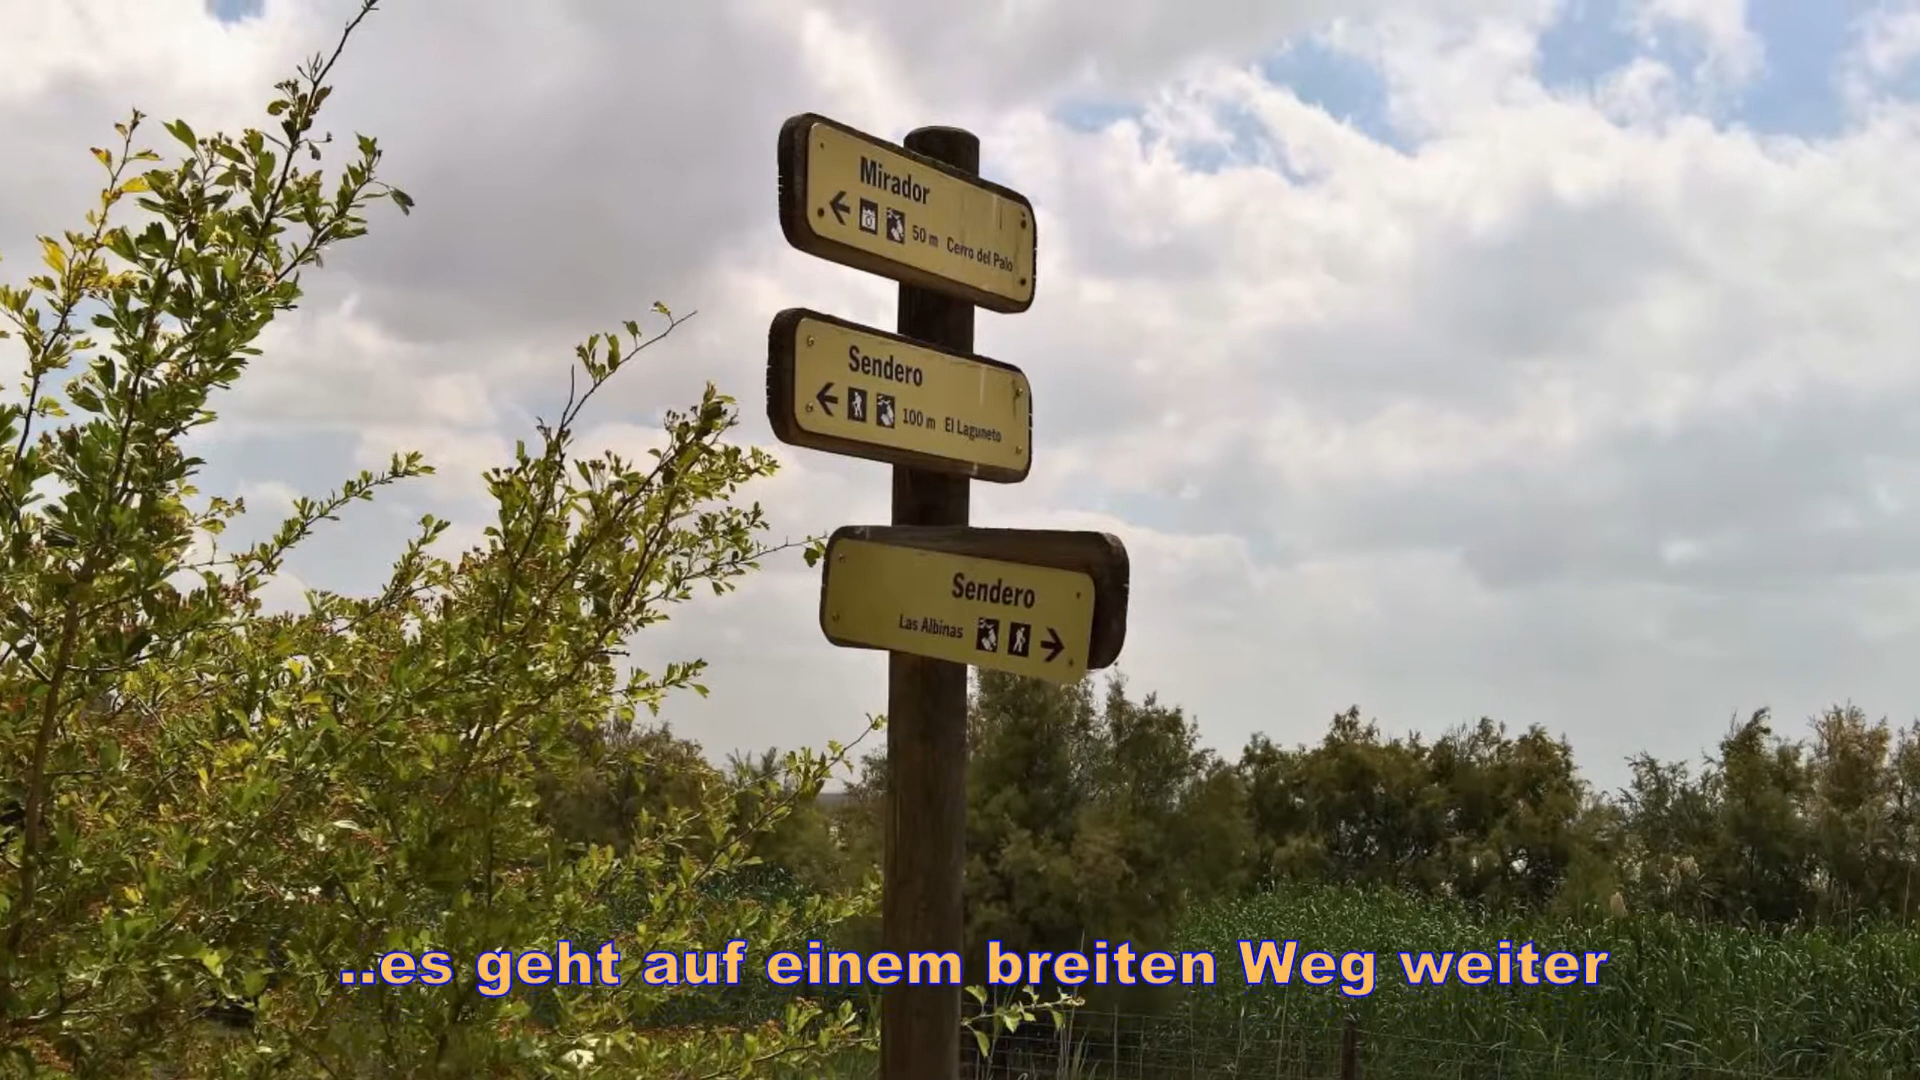 Mirador
50 m Cerro del Palo
Sendero
100 m El Laguneto
Sendero
Las Albinas
..es geht auf einem breiten Weg weiter